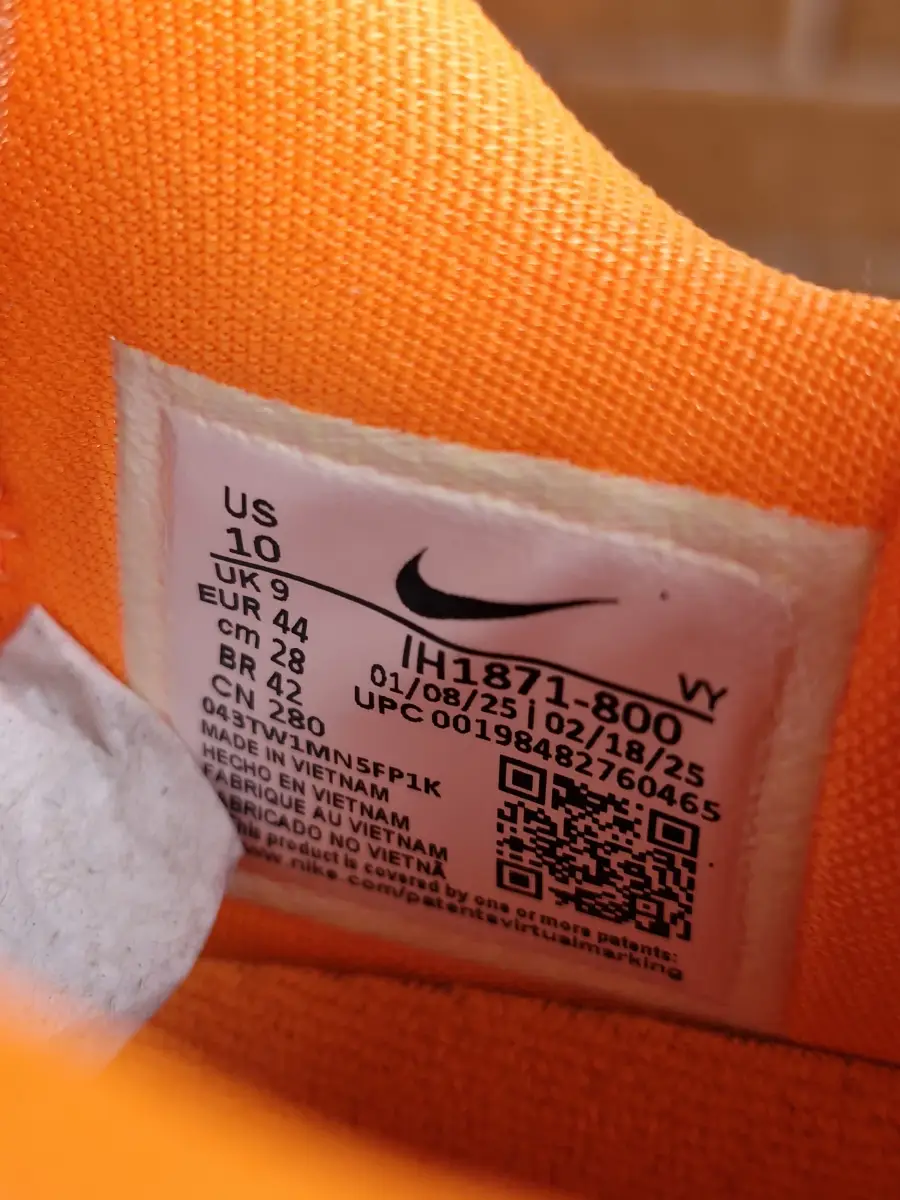 US
10
UK 9
EUR 44
cm 28
BR 42
CN 280
VY
IH1871-800
01/08/25 | 02/18/25
UPC 00198482760465
043TW1MN5FP1K
MADE IN VIETNAM
HECHO EN VIETNAM
FABRIQUE AU VIETNAM
FABRICADO NO VIETNÃ
This product is covered by one or more patents:
www.nike.com/patentsvirtualmarking